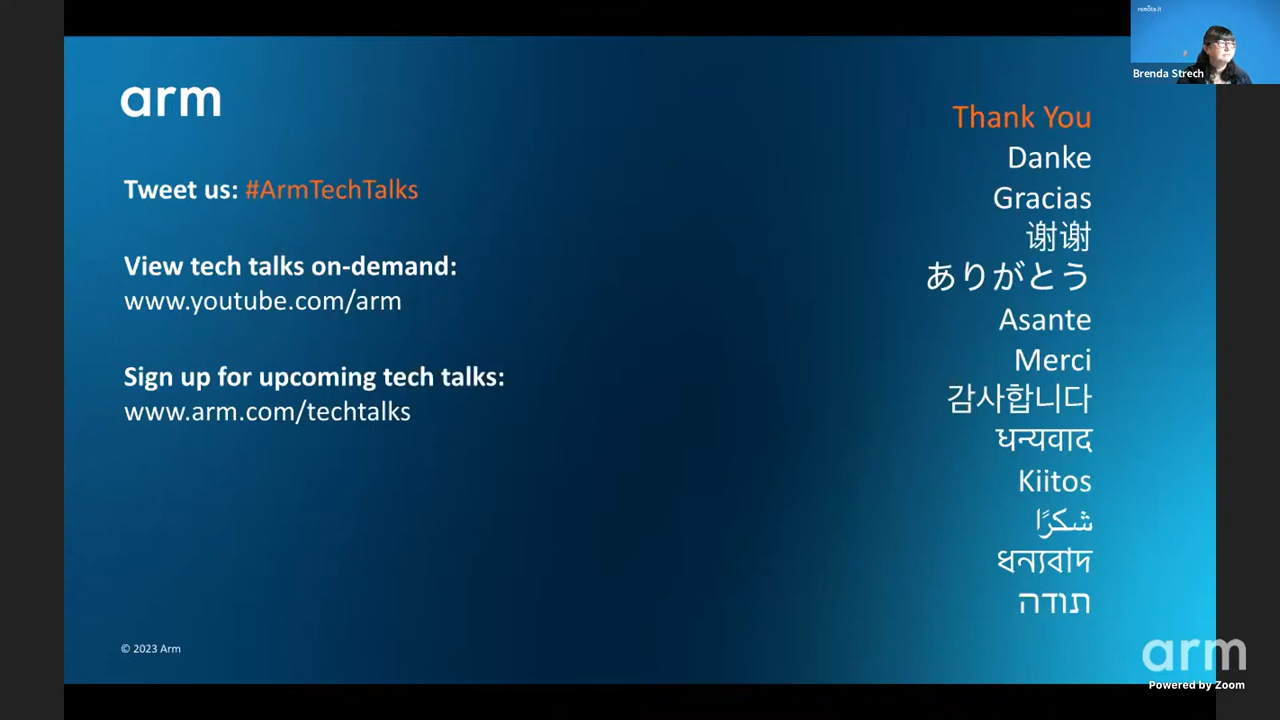 remote.it
Brenda Strech
arm
Tweet us: #ArmTechTalks
View tech talks on-demand:
www.youtube.com/arm
Sign up for upcoming tech talks:
www.arm.com/techtalks
Thank You
Danke
Gracias
谢谢
ありがとう
Asante
Merci
감사합니다
धन्यवाद
Kiitos
شكرًا
ধন্যবাদ
תודה
© 2023 Arm
arm
Powered by Zoom